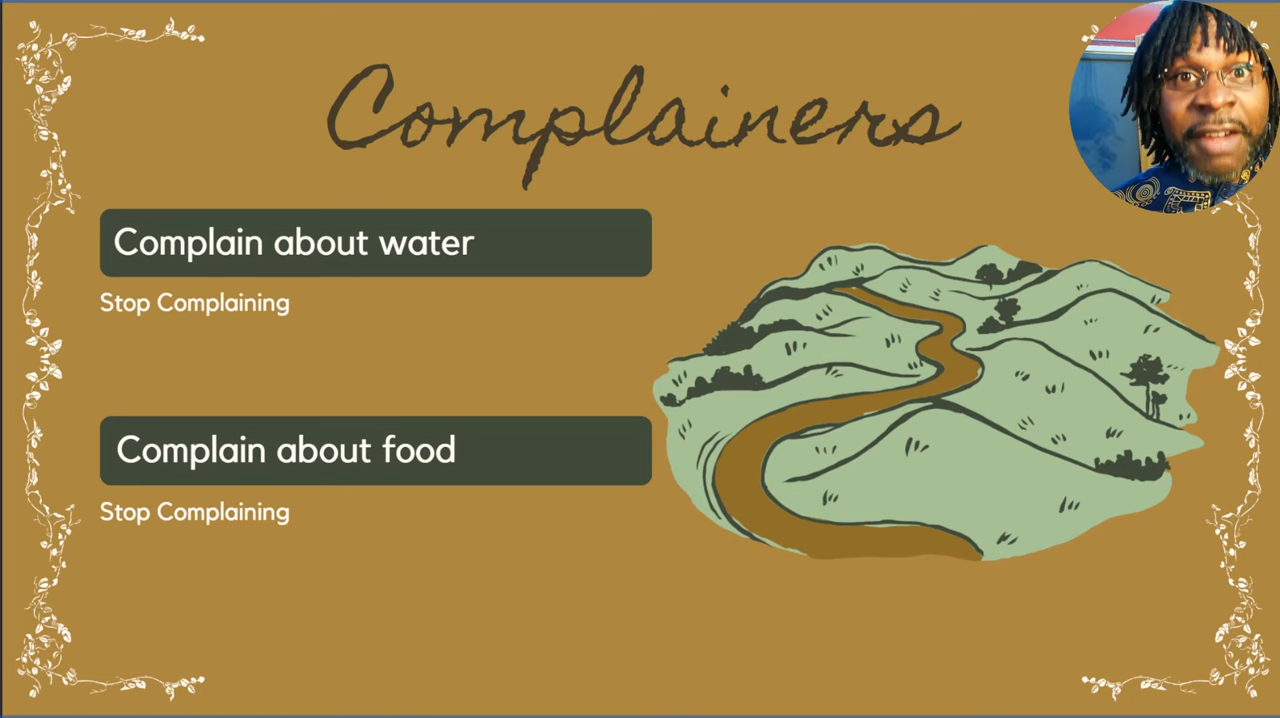 Complainers
Complain about water
Stop Complaining
Complain about food
Stop Complaining